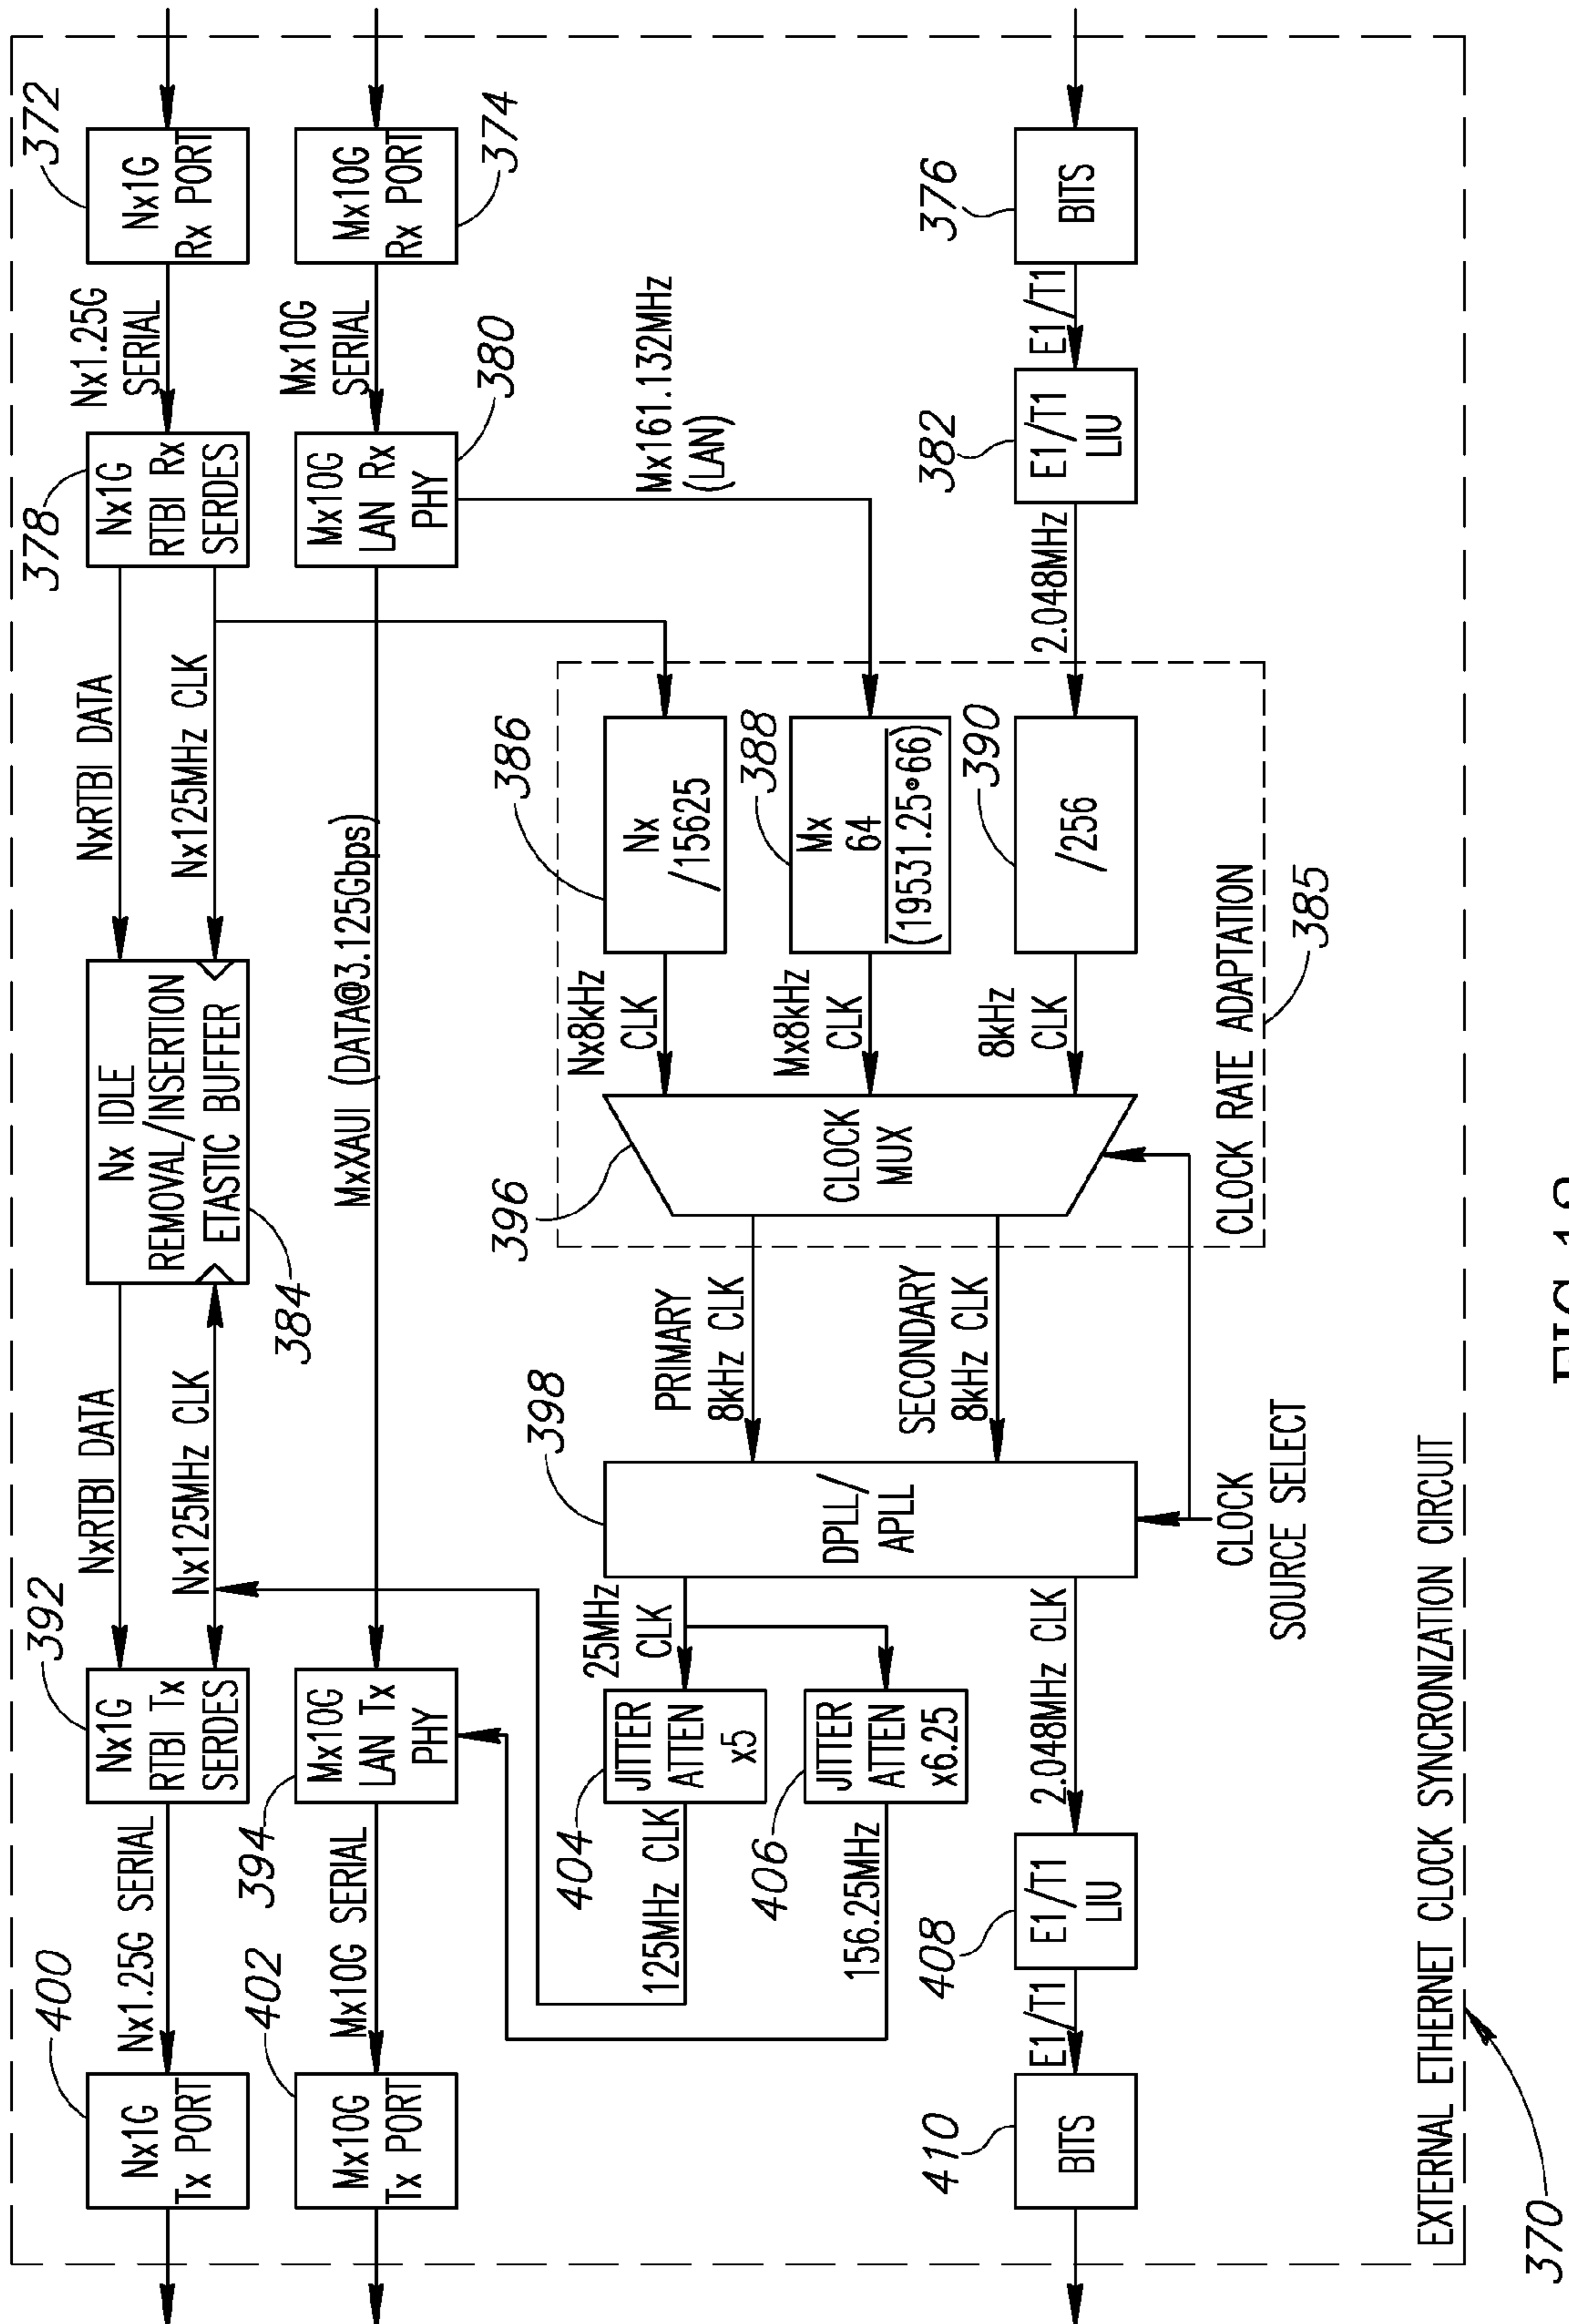 372
Nx1G
Rx PORT
Nx1.25G
SERIAL
378
Nx1G
RTBI Rx
SERDES
NxRTBI DATA
Nx125MHz CLK
Nx IDLE
REMOVAL/INSERTION
ETASTIC BUFFER
384
NxRTBI DATA
Nx125MHz CLK
392
Nx1G
RTBI Tx
SERDES
Nx1.25G SERIAL
400
Nx1G
Tx PORT
374
Mx10G
Rx PORT
Mx10G
SERIAL
380
Mx10G
LAN Rx
PHY
Mx161.132MHz
(LAN)
MxXAUI (DATA@3.125Gbps)
394
Mx10G
LAN Tx
PHY
Mx10G SERIAL
402
Mx10G
Tx PORT
386
Nx
/15625
Nx8kHz
CLK
388
Mx
64
(19531.25•66)
Mx8kHz
CLK
376
BITS
E1/T1
382
E1/T1
LIU
2.048MHz
390
/256
8kHz
CLK
396
CLOCK
MUX
CLOCK RATE ADAPTATION
385
PRIMARY
8kHz CLK
SECONDARY
8kHz CLK
398
DPLL/
APLL
CLOCK
SOURCE SELECT
25MHz
CLK
404
JITTER
ATTEN
x5
125MHz CLK
406
JITTER
ATTEN
x6.25
156.25MHz
2.048MHz CLK
408
E1/T1
LIU
E1/T1
410
BITS
EXTERNAL ETHERNET CLOCK SYNCRONIZATION CIRCUIT
370